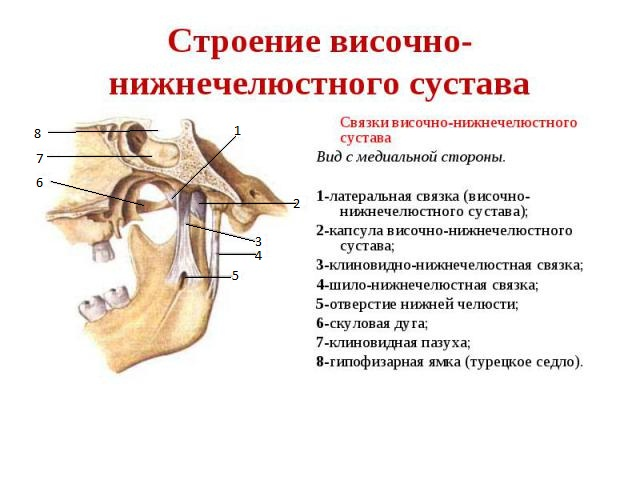 Строение височно-
нижнечелюстного сустава
Связки височно-нижнечелюстного
сустава
Вид с медиальной стороны.
1-латеральная связка (височно-
нижнечелюстного сустава);
2-капсула височно-нижнечелюстного
сустава;
3-клиновидно-нижнечелюстная связка;
4-шило-нижнечелюстная связка;
5-отверстие нижней челюсти;
6-скуловая дуга;
7-клиновидная пазуха;
8-гипофизарная ямка (турецкое седло).
8
1
7
6
2
3
4
5